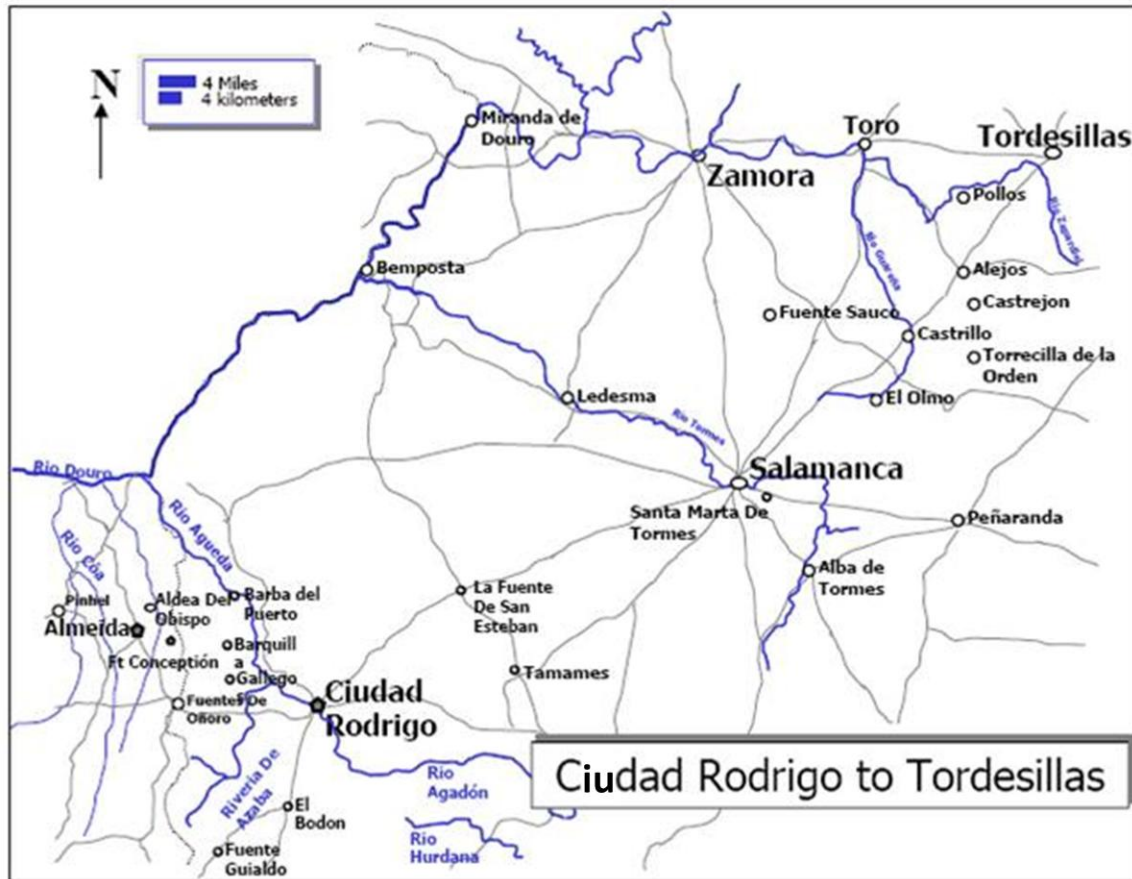 N
4 Miles
4 kilometers
Miranda de
Douro
Zamora
Toro
Tordesillas
Pollos
Rio Zapardiel
Rio Guareña
Bemposta
Alejos
Castrejon
Fuente Sauco
Castrillo
Torrecilla de la
Orden
El Olmo
Ledesma
Rio Tormes
Salamanca
Santa Marta De
Tormes
Peñaranda
Alba de
Tormes
Rio Douro
Rio Agueda
Rio Côa
Pinhel
Almeida
Aldea Del
Obispo
Barba del
Puerto
Ft Conceptión
Barquill
a
Gallego
Fuentes De
Oñoro
La Fuente
De San
Esteban
Tamames
Ciudad
Rodrigo
Riveria De
Azaba
Rio
Agadón
El
Bodon
Rio
Hurdana
Fuente
Guialdo
Ciudad Rodrigo to Tordesillas